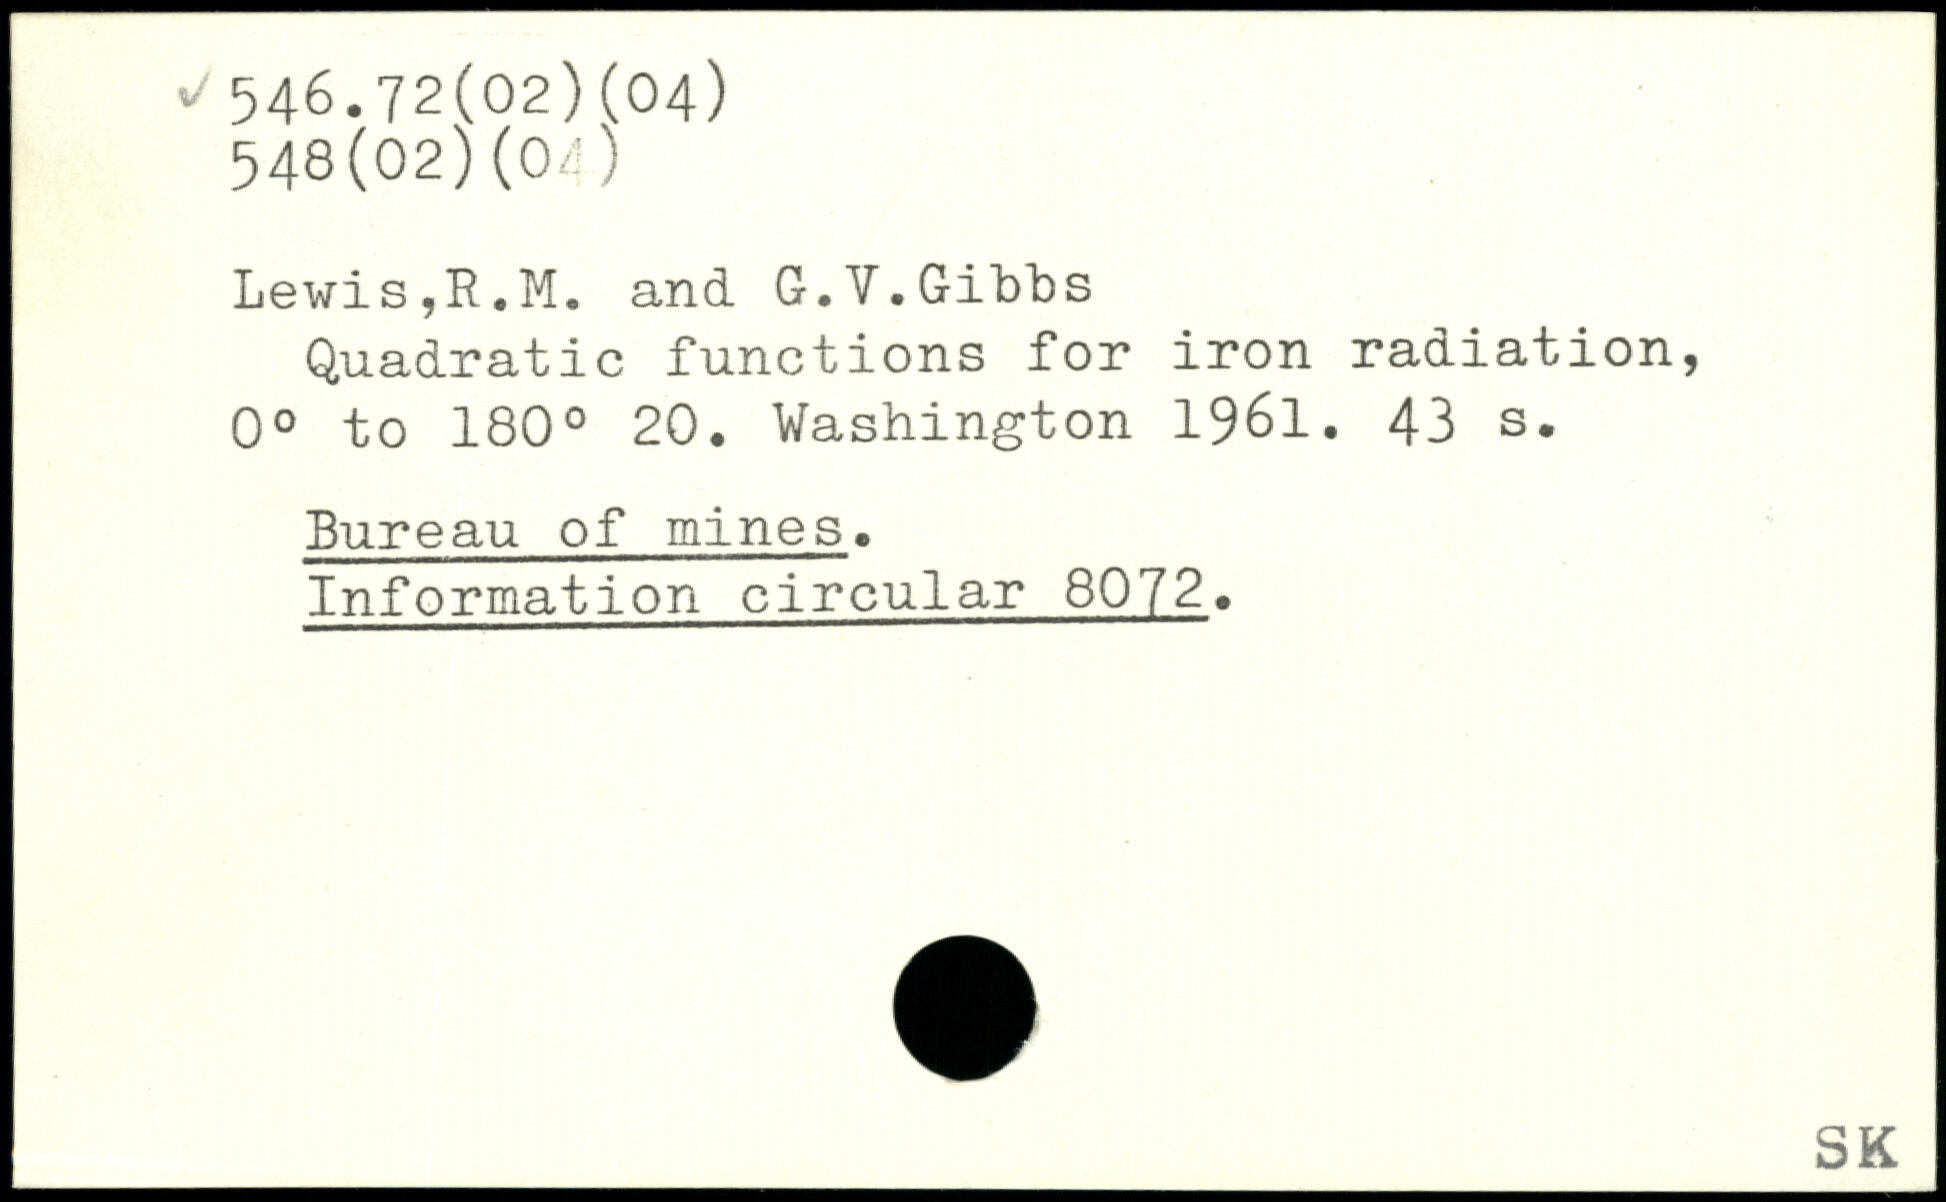 ✓ 546.72(02)(04)
548(02)(04)
Lewis,R.M. and G.V.Gibbs
Quadratic functions for iron radiation,
0° to 180° 20. Washington 1961. 43 s.
Bureau of mines.
Information circular 8072.
SK